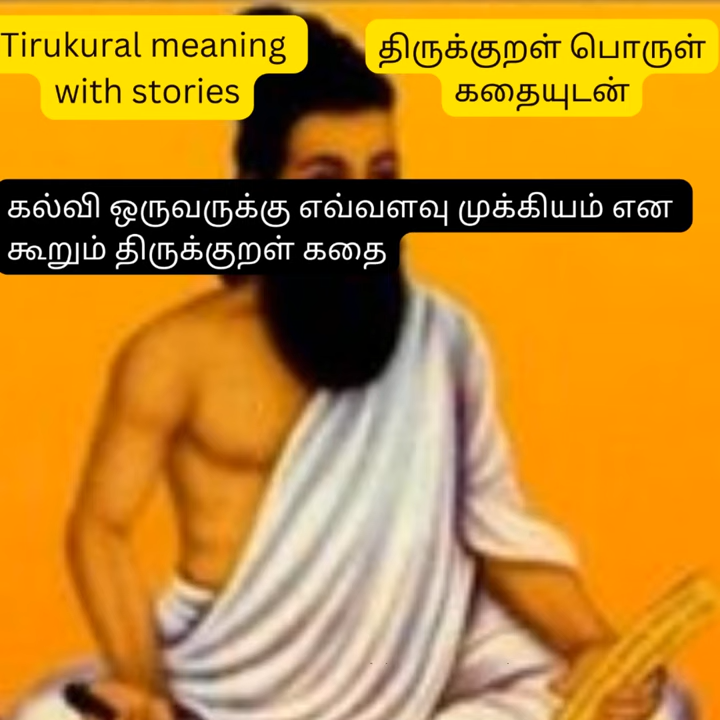 Tirukural meaning
with stories
திருக்குறள் பொருள்
கதையுடன்
கல்வி ஒருவருக்கு எவ்வளவு முக்கியம் என
கூறும் திருக்குறள் கதை